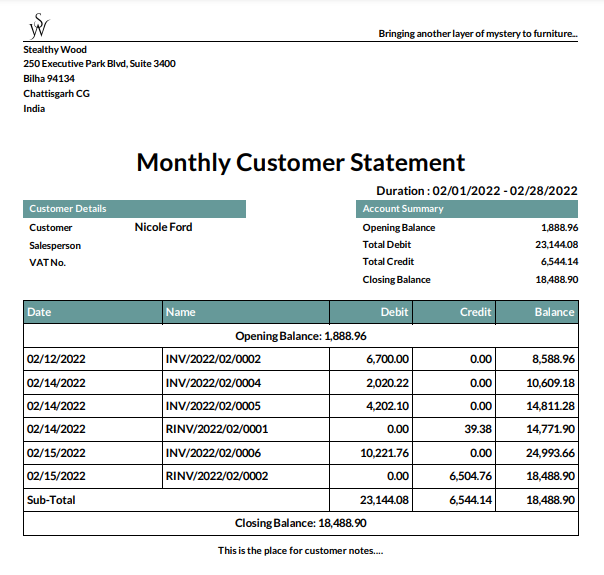 SW
Bringing another layer of mystery to furniture...
Stealthy Wood
250 Executive Park Blvd, Suite 3400
Bilha 94134
Chattisgarh CG
India
Monthly Customer Statement
Duration : 02/01/2022 - 02/28/2022
Customer Details
Customer Nicole Ford
Salesperson
VAT No.
Account Summary
Opening Balance 1,888.96
Total Debit 23,144.08
Total Credit 6,544.14
Closing Balance 18,488.90
Date Name Debit Credit Balance
Opening Balance: 1,888.96
02/12/2022 INV/2022/02/0002 6,700.00 0.00 8,588.96
02/14/2022 INV/2022/02/0004 2,020.22 0.00 10,609.18
02/14/2022 INV/2022/02/0005 4,202.10 0.00 14,811.28
02/14/2022 RINV/2022/02/0001 0.00 39.38 14,771.90
02/15/2022 INV/2022/02/0006 10,221.76 0.00 24,993.66
02/15/2022 RINV/2022/02/0002 0.00 6,504.76 18,488.90
Sub-Total 23,144.08 6,544.14 18,488.90
Closing Balance: 18,488.90
This is the place for customer notes....